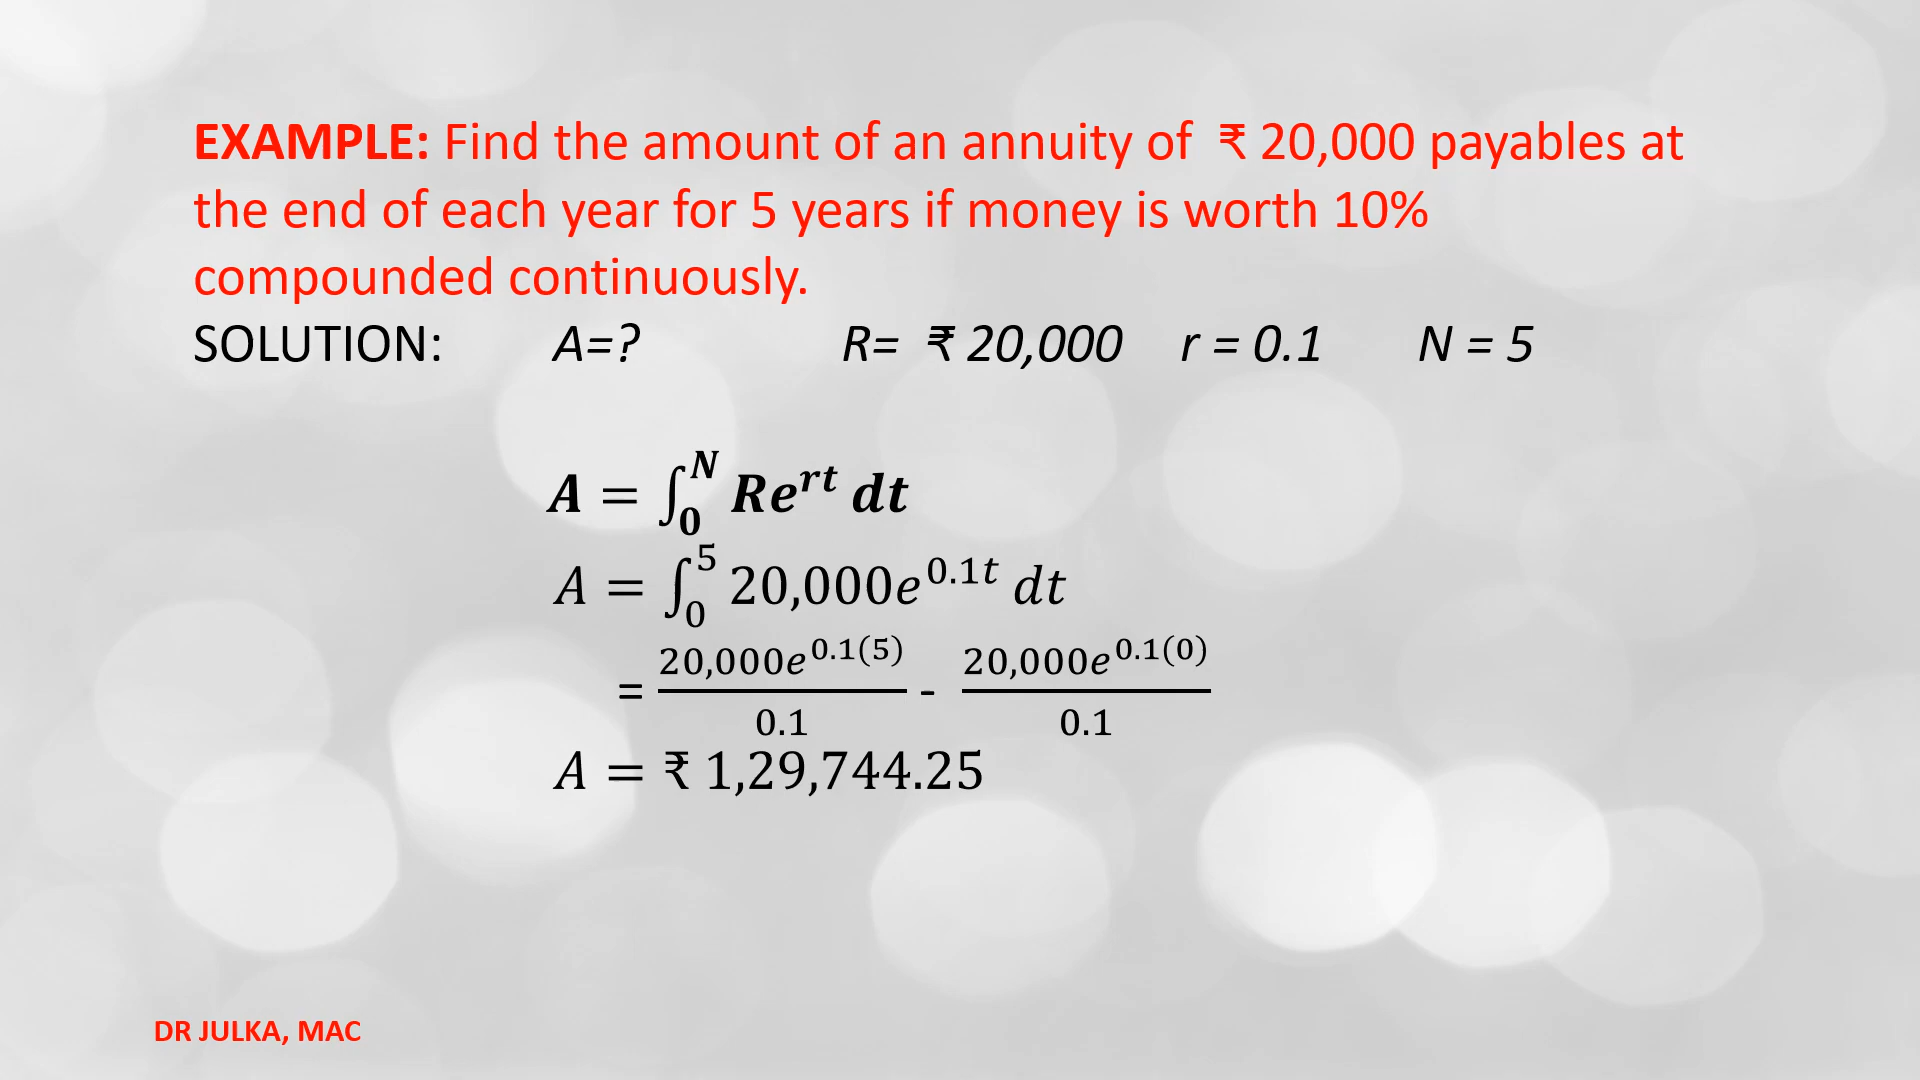 EXAMPLE: Find the amount of an annuity of ₹ 20,000 payables at
the end of each year for 5 years if money is worth 10%
compounded continuously.
SOLUTION: A=? R= ₹ 20,000 r = 0.1 N = 5
A = ∫₀ᴺ Reʳᵗ dt
A = ∫₀⁵ 20,000e^{0.1t} dt
= \frac{20,000e^{0.1(5)}}{0.1} - \frac{20,000e^{0.1(0)}}{0.1}
A = ₹ 1,29,744.25
DR JULKA, MAC